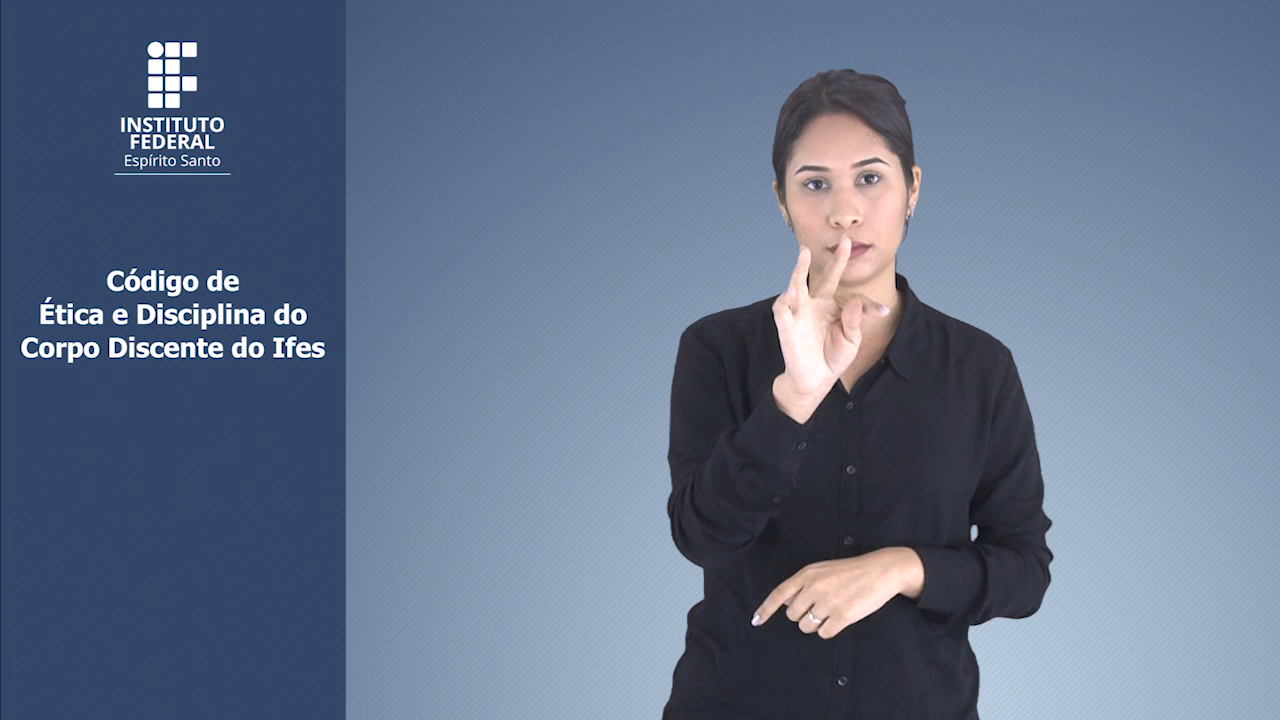 INSTITUTO
FEDERAL
Espírito Santo
Código de
Ética e Disciplina do
Corpo Discente do Ifes